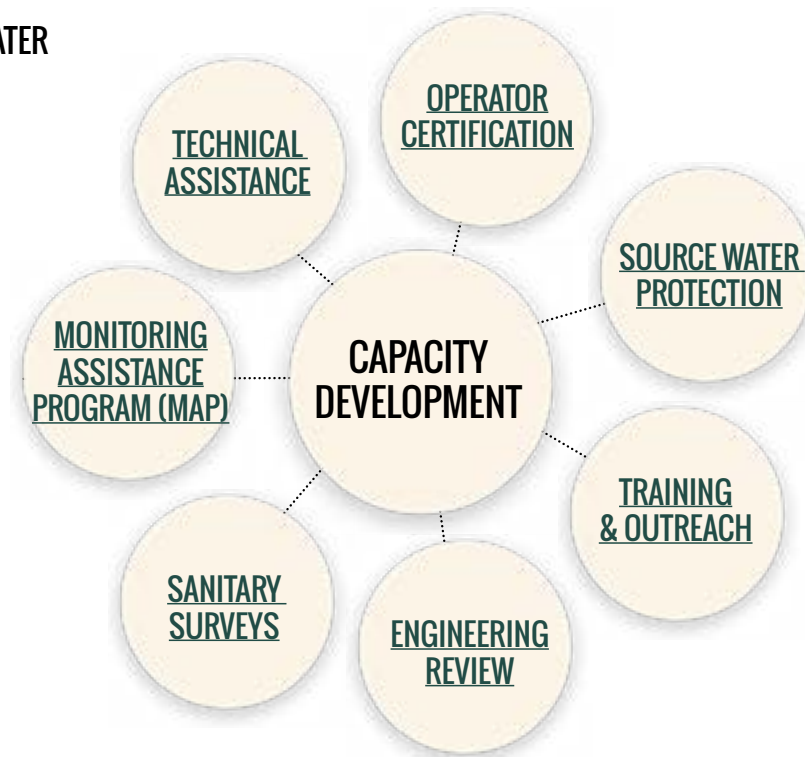 TECHNICAL
ASSISTANCE
OPERATOR
CERTIFICATION
SOURCE WATER
PROTECTION
MONITORING
ASSISTANCE
PROGRAM (MAP)
CAPACITY
DEVELOPMENT
TRAINING
& OUTREACH
SANITARY
SURVEYS
ENGINEERING
REVIEW